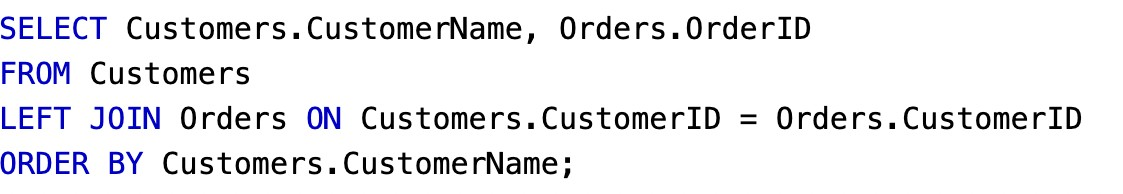 SELECT Customers.CustomerName, Orders.OrderID
FROM Customers
LEFT JOIN Orders ON Customers.CustomerID = Orders.CustomerID
ORDER BY Customers.CustomerName;